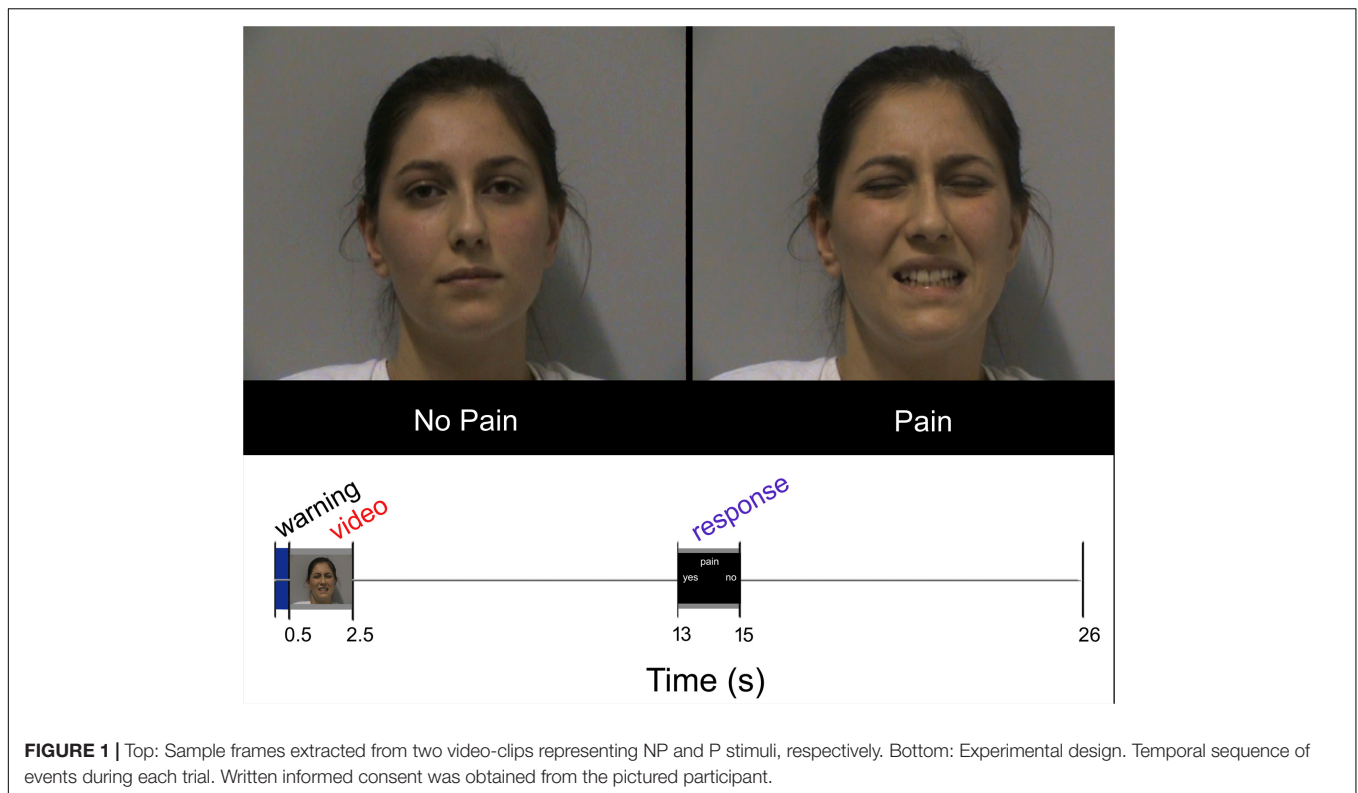 No Pain
Pain
warning
video
response
pain
yes no
0.5 2.5 13 15 26
Time (s)
FIGURE 1 | Top: Sample frames extracted from two video-clips representing NP and P stimuli, respectively. Bottom: Experimental design. Temporal sequence of
events during each trial. Written informed consent was obtained from the pictured participant.